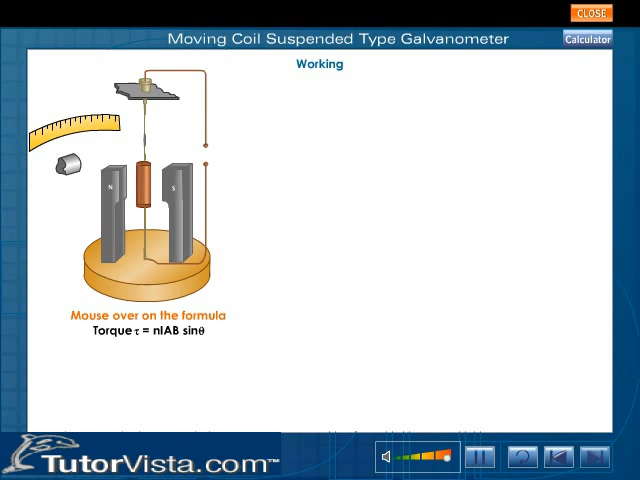 CLOSE
Moving Coil Suspended Type Galvanometer
Calculator
Working
N
S
Mouse over on the formula
Torque τ = nIAB sinθ
TutorVista.com™